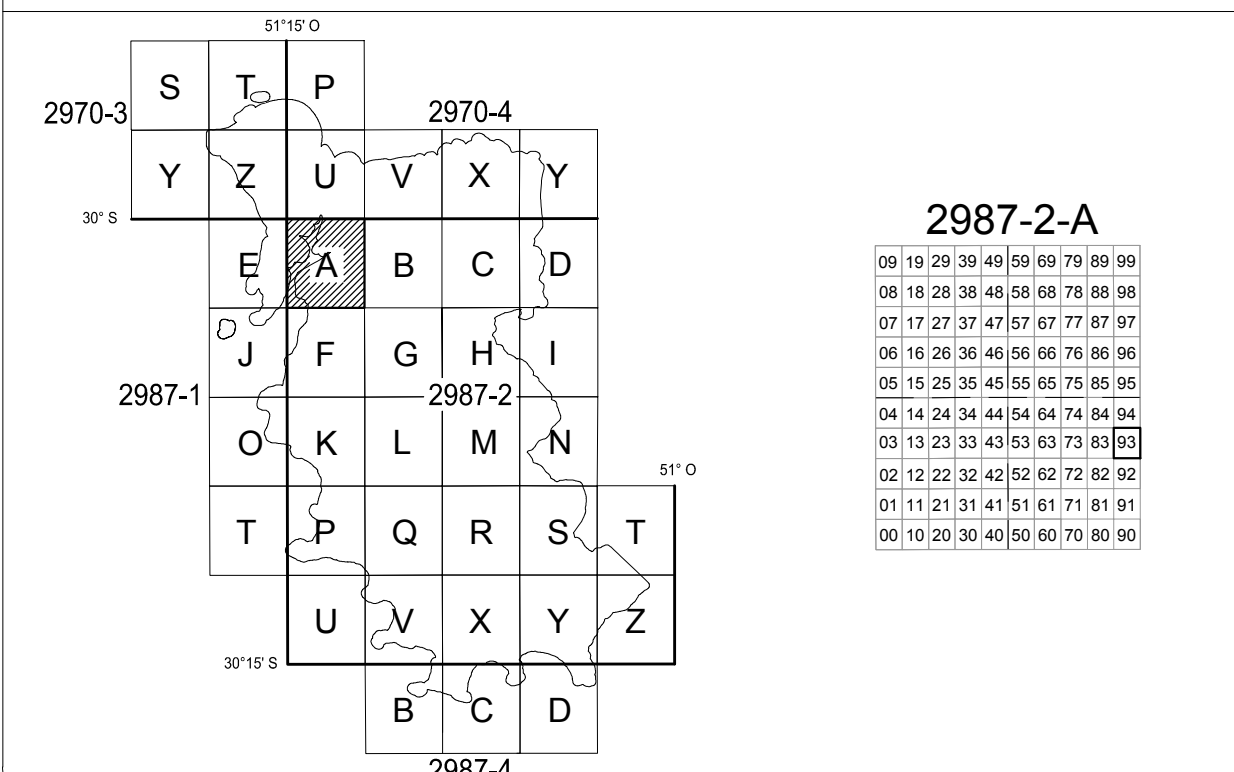 51°15' O
S T P
2970-3
2970-4
Y Z U V X Y
30° S
E A B C D
J F G H I
2987-1
2987-2
O K L M N
51° O
T P Q R S T
U V X Y Z
30°15' S
B C D
2987-4
2987-2-A
09 19 29 39 49 59 69 79 89 99
08 18 28 38 48 58 68 78 88 98
07 17 27 37 47 57 67 77 87 97
06 16 26 36 46 56 66 76 86 96
05 15 25 35 45 55 65 75 85 95
04 14 24 34 44 54 64 74 84 94
03 13 23 33 43 53 63 73 83 93
02 12 22 32 42 52 62 72 82 92
01 11 21 31 41 51 61 71 81 91
00 10 20 30 40 50 60 70 80 90